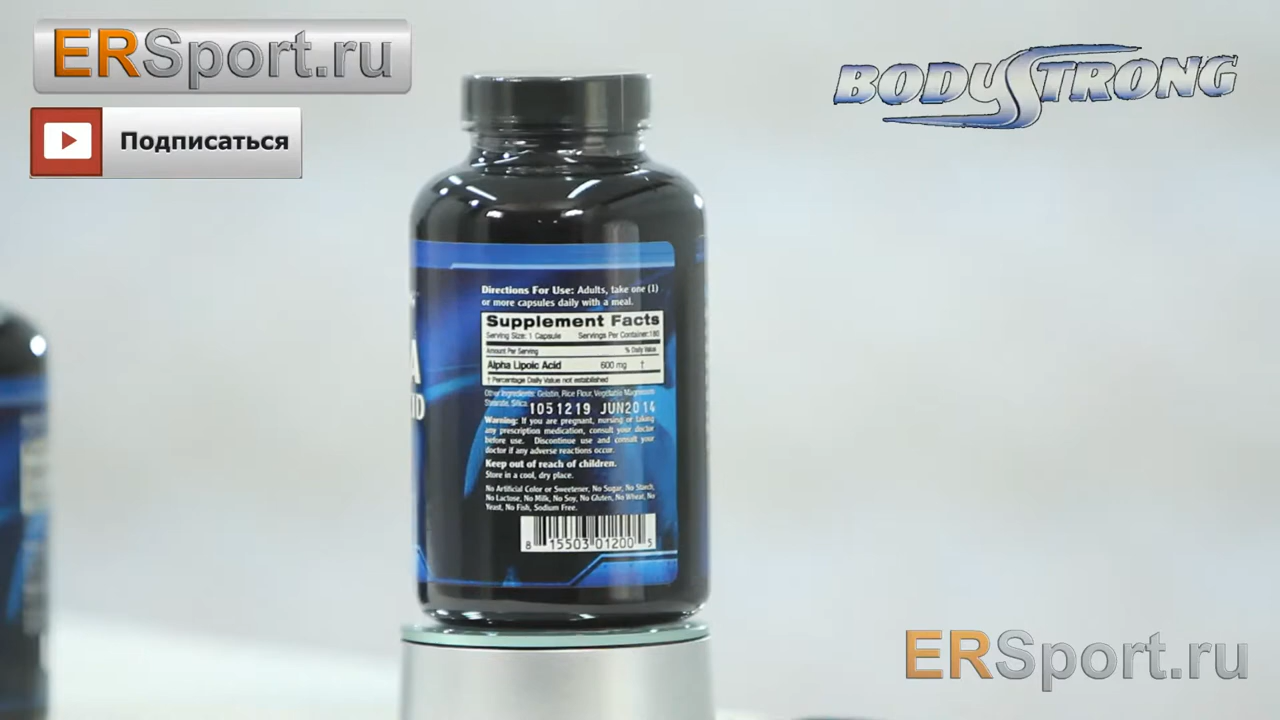 ERSport.ru
BODYSTRONG
Подписаться
Directions For Use: Adults, take one (1)
or more capsules daily with a meal.
Supplement Facts
Serving Size: 1 Capsule Servings Per Container:180
Amount Per Serving % Daily Value
Alpha Lipoic Acid 600 mg †
† Percentage Daily Value not established
A
ID
Other Ingredients: Gelatin, Rice Flour, Vegetable Magnesium
Stearate, Silica.
1051219 JUN2014
Warning: If you are pregnant, nursing or taking
any prescription medication, consult your doctor
before use. Discontinue use and consult your
doctor if any adverse reactions occur.
Keep out of reach of children.
Store in a cool, dry place.
No Artificial Color or Sweetener, No Sugar, No Starch,
No Lactose, No Milk, No Soy, No Gluten, No Wheat, No
Yeast, No Fish, Sodium Free.
8 15503 01200 5
ERSport.ru